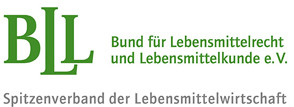 BLL
Bund für Lebensmittelrecht
und Lebensmittelkunde e. V.
Spitzenverband der Lebensmittelwirtschaft